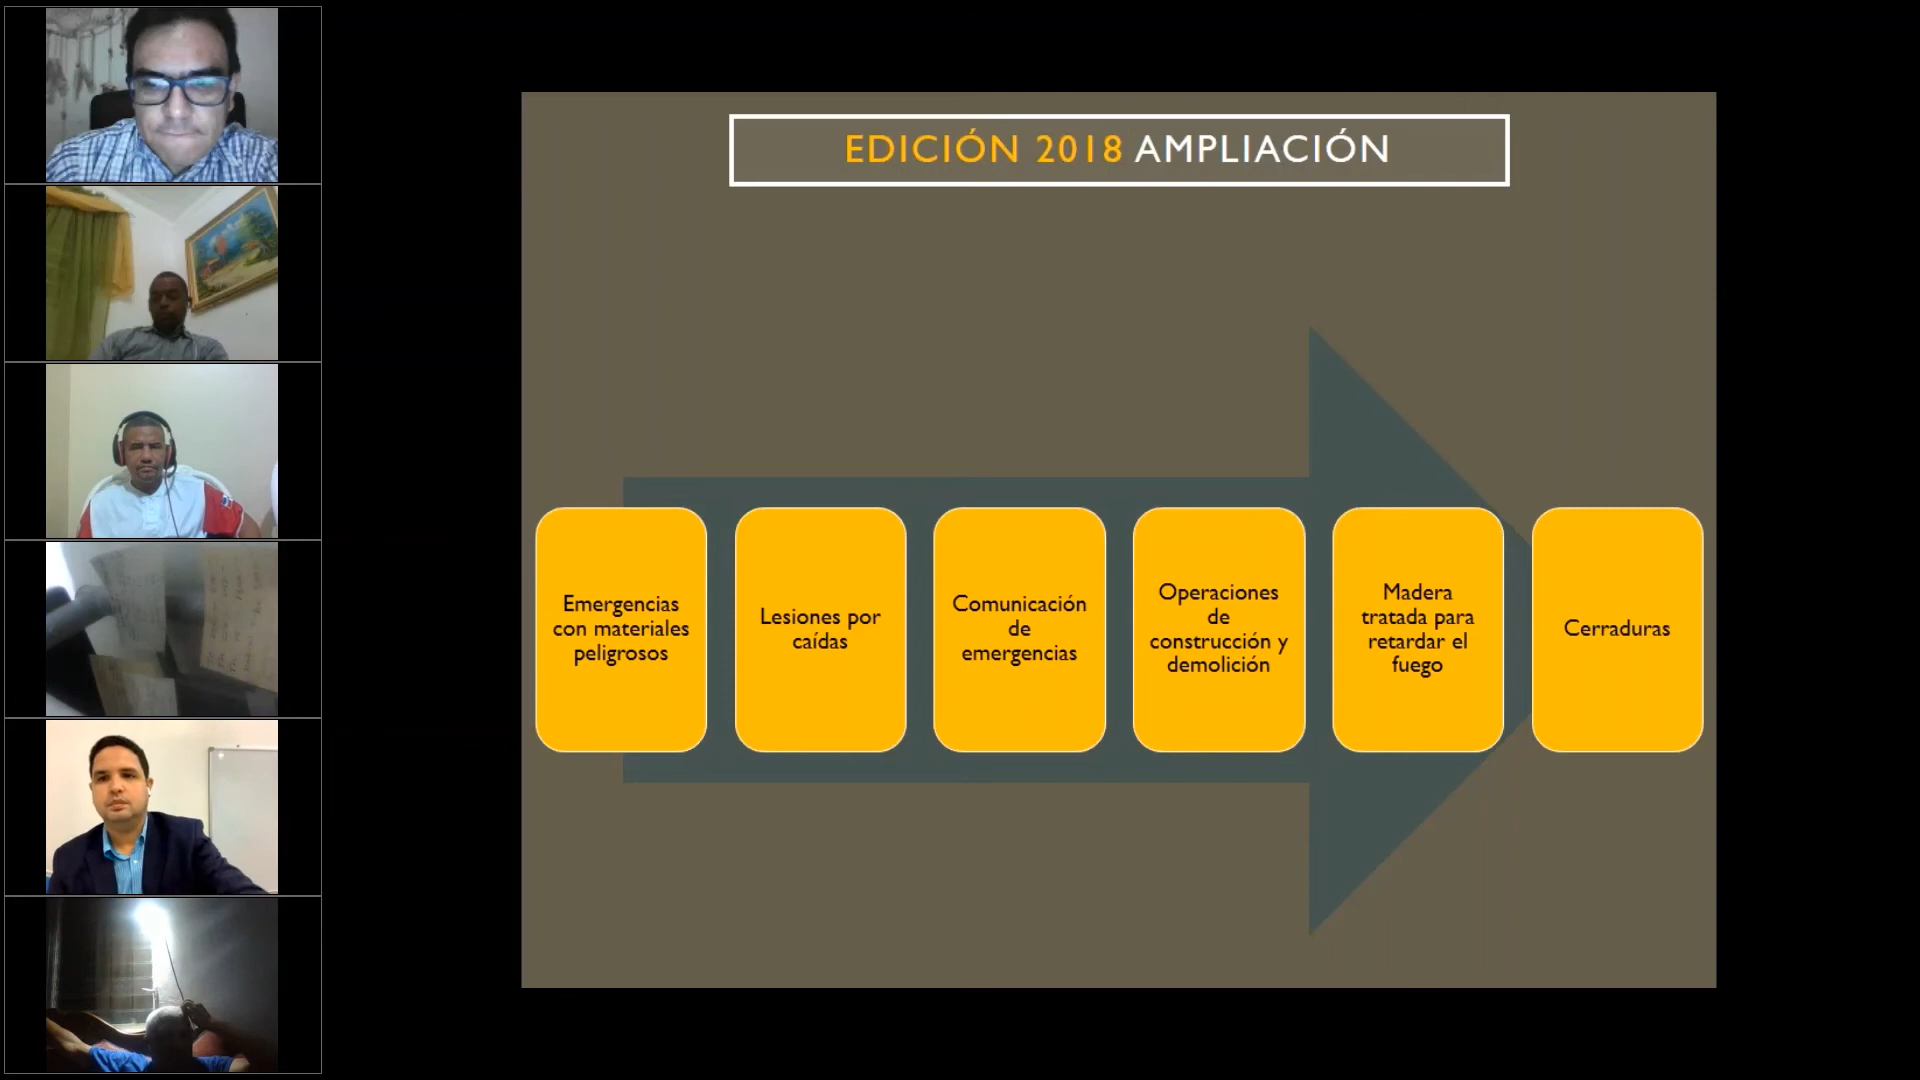 EDICIÓN 2018 AMPLIACIÓN
Emergencias
con materiales
peligrosos
Lesiones por
caídas
Comunicación
de
emergencias
Operaciones
de
construcción y
demolición
Madera
tratada para
retardar el
fuego
Cerraduras